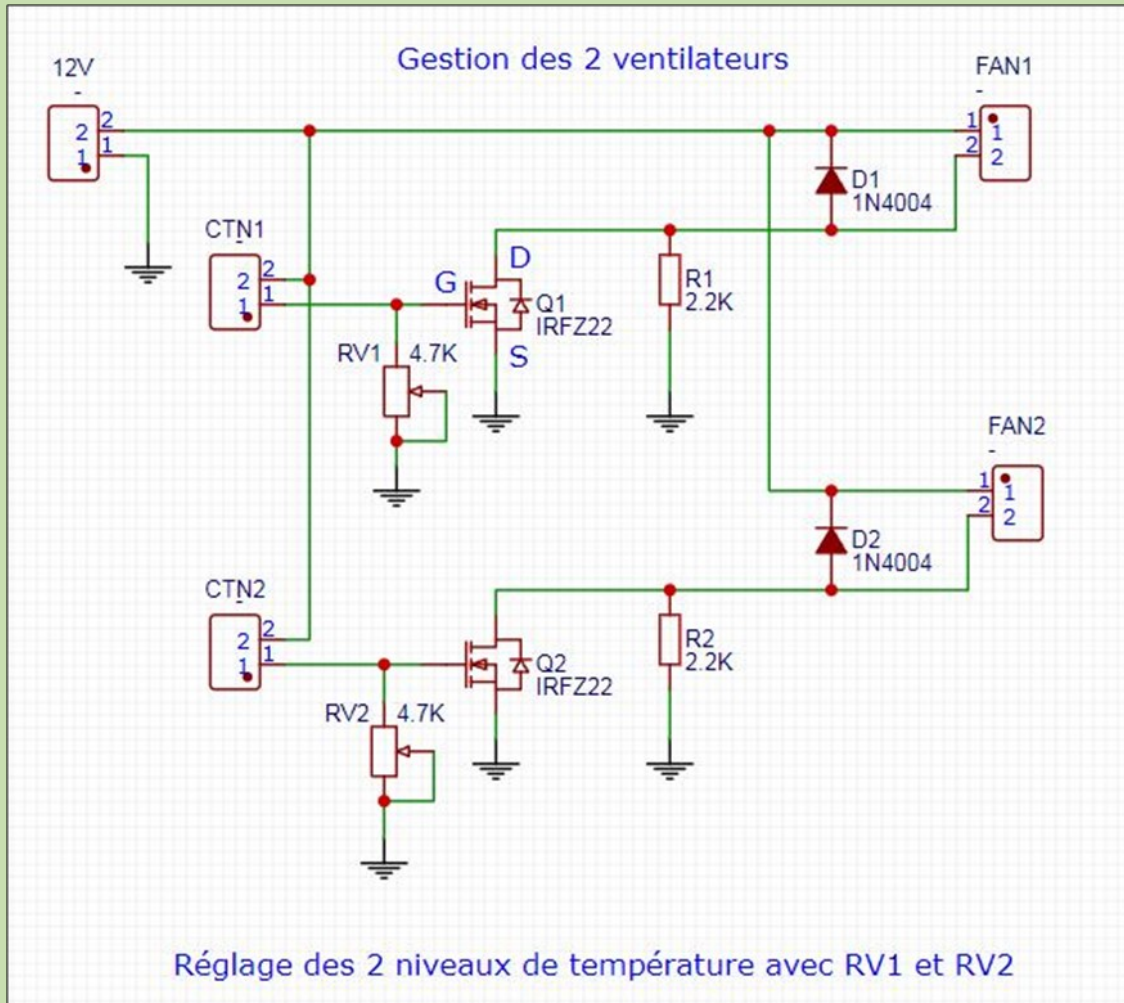 Gestion des 2 ventilateurs
12V
-
2 2
1 1
FAN1
-
1 1
2 2
D1
1N4004
CTN1
-
2 2
1 1
G
D
Q1
IRFZ22
S
R1
2.2K
RV1 4.7K
FAN2
-
1 1
2 2
D2
1N4004
CTN2
-
2 2
1 1
Q2
IRFZ22
R2
2.2K
RV2 4.7K
Réglage des 2 niveaux de température avec RV1 et RV2